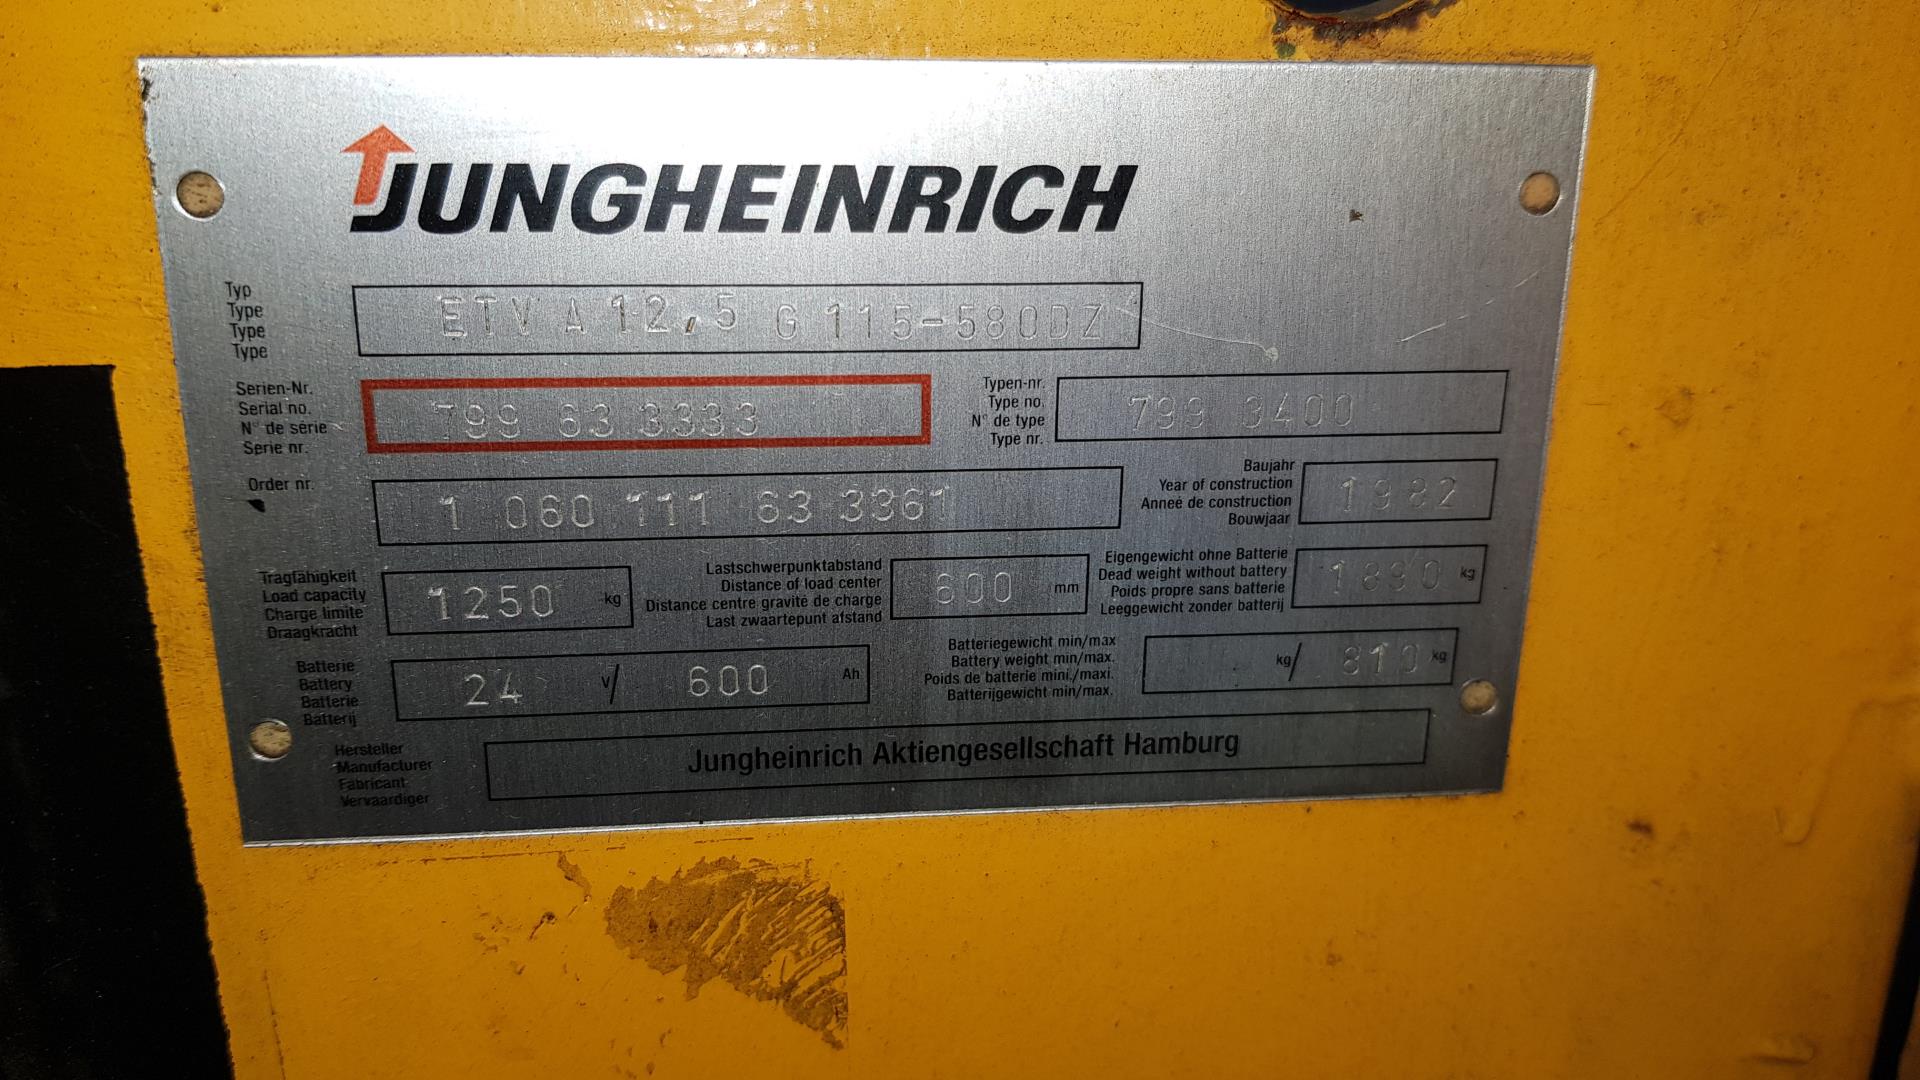 JUNGHEINRICH
Typ
Type
Type
Type
ETV A 12,5 G 115-580DZ
Serien-Nr.
Serial no.
N° de série
Serie nr.
799 63 3333
Typen-nr.
Type no.
N° de type
Type nr.
799 3400
Order nr.
1 060 111 63 3361
Baujahr
Year of construction
Anneé de construction
Bouwjaar
1982
Tragfähigkeit
Load capacity
Charge limite
Draagkracht
1250 kg
Lastschwerpunktabstand
Distance of load center
Distance centre gravité de charge
Last zwaartepunt afstand
600 mm
Eigengewicht ohne Batterie
Dead weight without battery
Poids propre sans batterie
Leeggewicht zonder batterij
1890 kg
Batterie
Battery
Batterie
Batterij
24 V/ 600 Ah
Batteriegewicht min/max
Battery weight min/max.
Poids de batterie mini./maxi.
Batterijgewicht min/max.
kg/ 810 kg
Hersteller
Manufacturer
Fabricant
Vervaardiger
Jungheinrich Aktiengesellschaft Hamburg